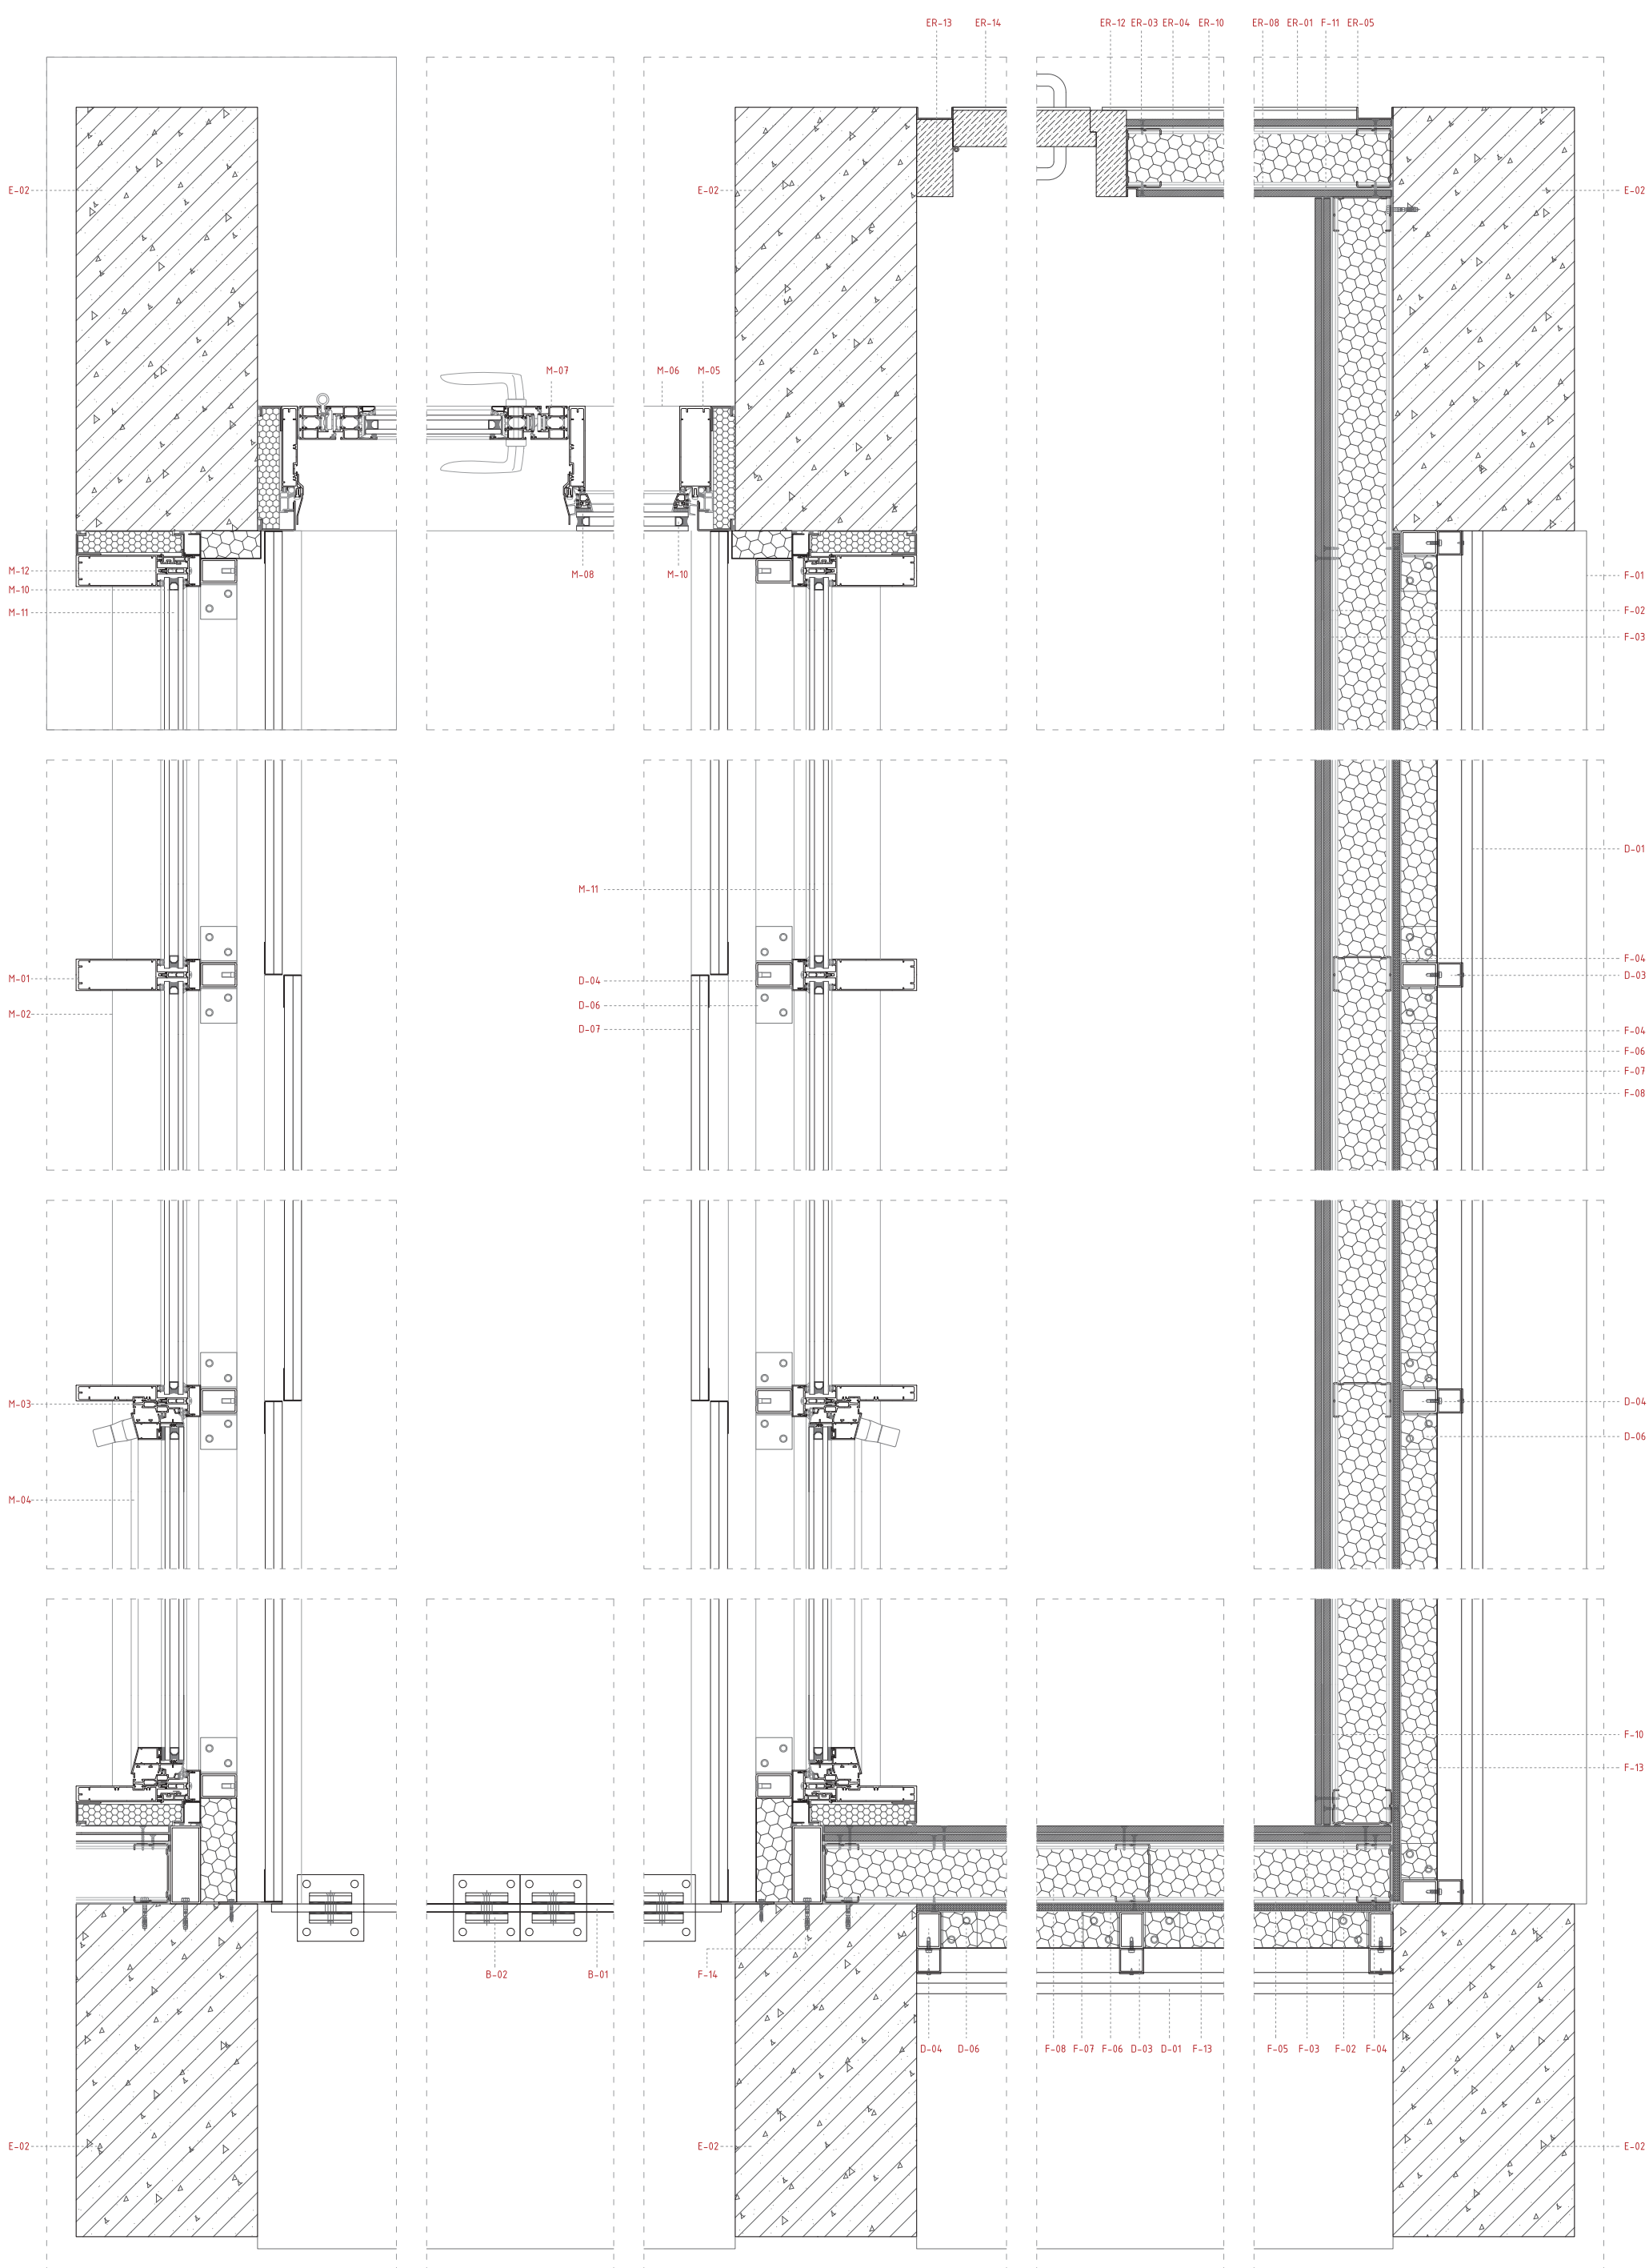 ER-13 ER-14 ER-12 ER-03 ER-04 ER-10 ER-08 ER-01 F-11 ER-05
E-02 E-02 E-02
M-07 M-06 M-05
M-12 M-08 M-10 F-01
M-10
M-11 F-02
F-03
D-01
M-11
F-04
M-01 D-04 D-03
M-02 D-06
D-07 F-04
F-06
F-07
F-08
M-03 D-04
D-06
M-04
F-10
F-13
B-02 B-01 F-14
D-04 D-06 F-08 F-07 F-06 D-03 D-01 F-13 F-05 F-03 F-02 F-04
E-02 E-02 E-02